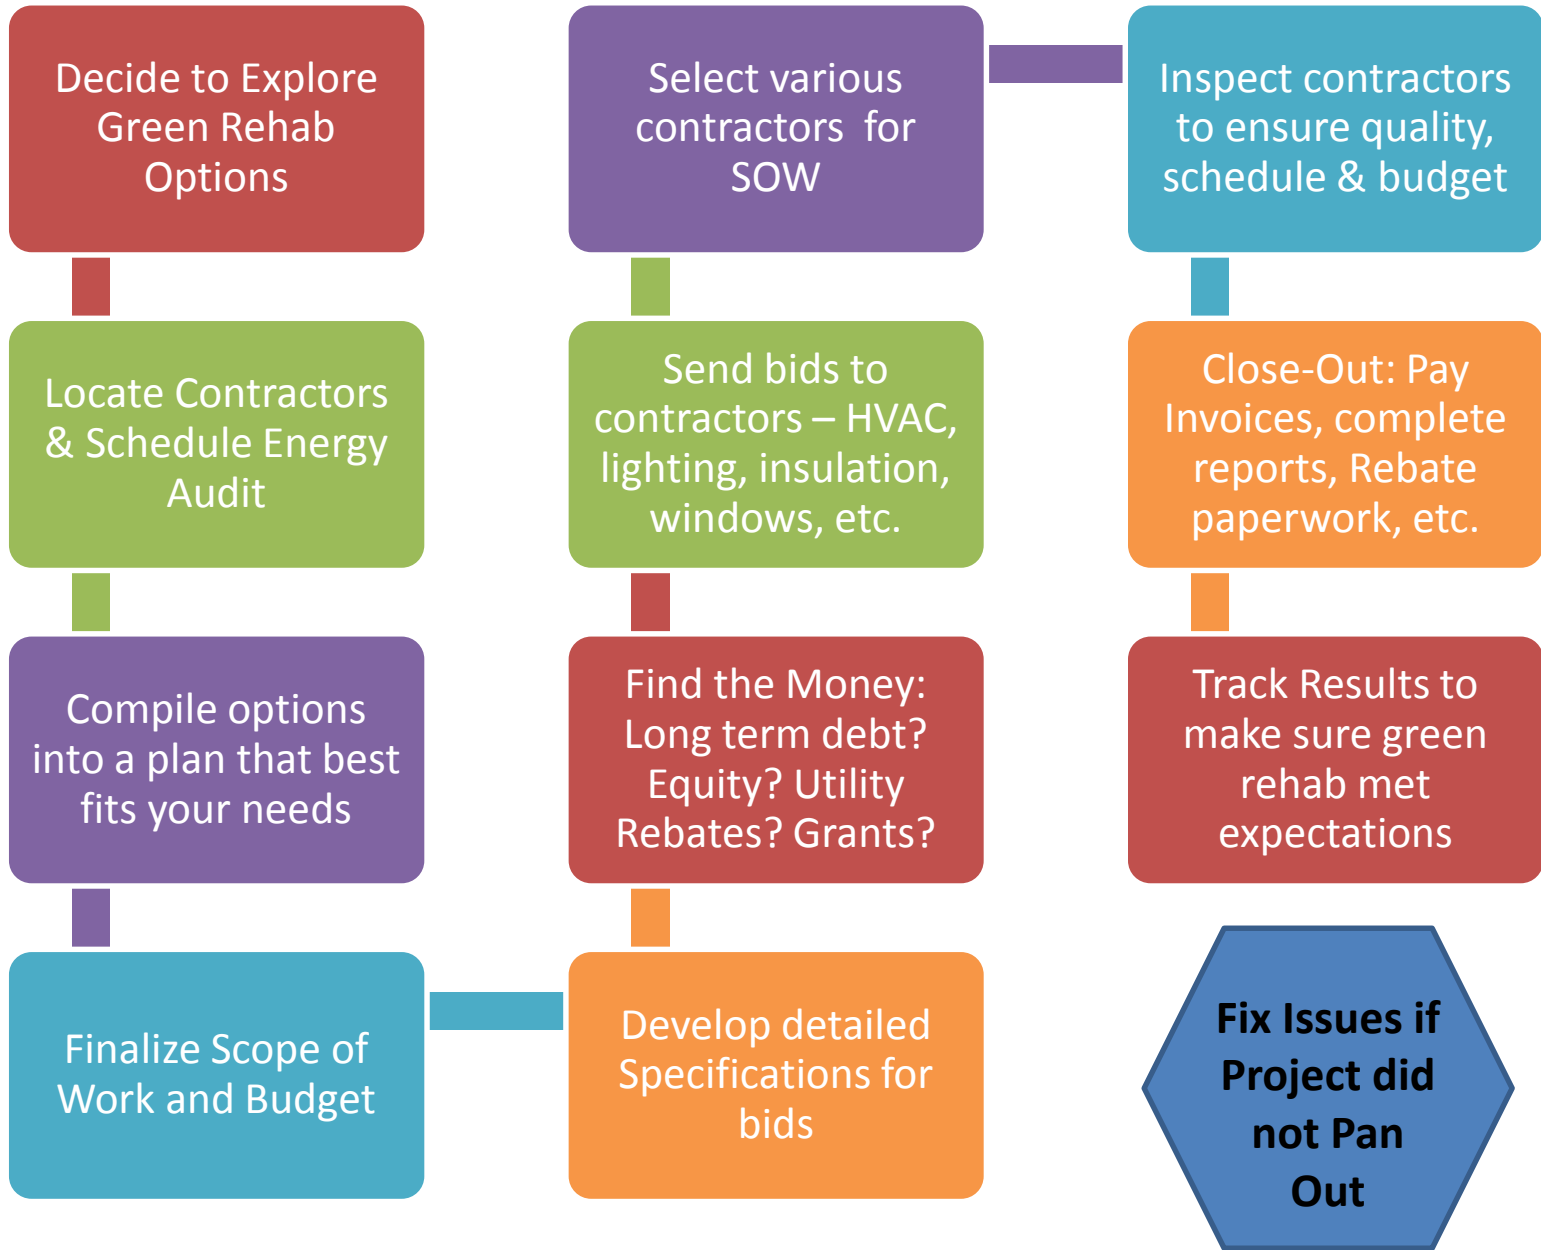 Decide to Explore
Green Rehab
Options
Locate Contractors
& Schedule Energy
Audit
Compile options
into a plan that best
fits your needs
Finalize Scope of
Work and Budget
Develop detailed
Specifications for
bids
Find the Money:
Long term debt?
Equity? Utility
Rebates? Grants?
Send bids to
contractors – HVAC,
lighting, insulation,
windows, etc.
Select various
contractors for
SOW
Inspect contractors
to ensure quality,
schedule & budget
Close-Out: Pay
Invoices, complete
reports, Rebate
paperwork, etc.
Track Results to
make sure green
rehab met
expectations
Fix Issues if
Project did
not Pan
Out